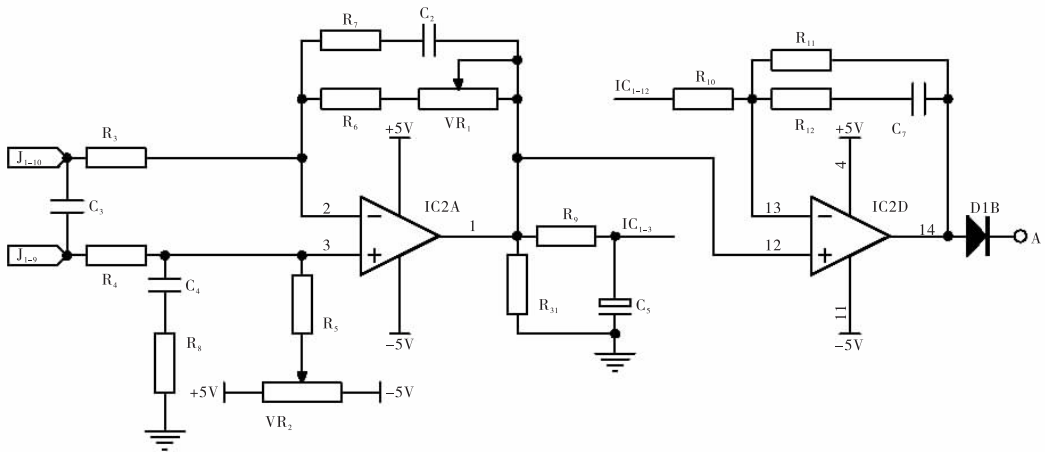 R7
C2
R11
R6
VR1
IC1-12
R10
R12
C7
+5V
+5V
J1-10
R3
4
C3
2
IC2A
13
IC2D
D1B
J1-9
R4
3
1
R9
IC1-3
12
14
A
C4
R8
R5
R31
C5
-5V
11
-5V
+5V
-5V
VR2